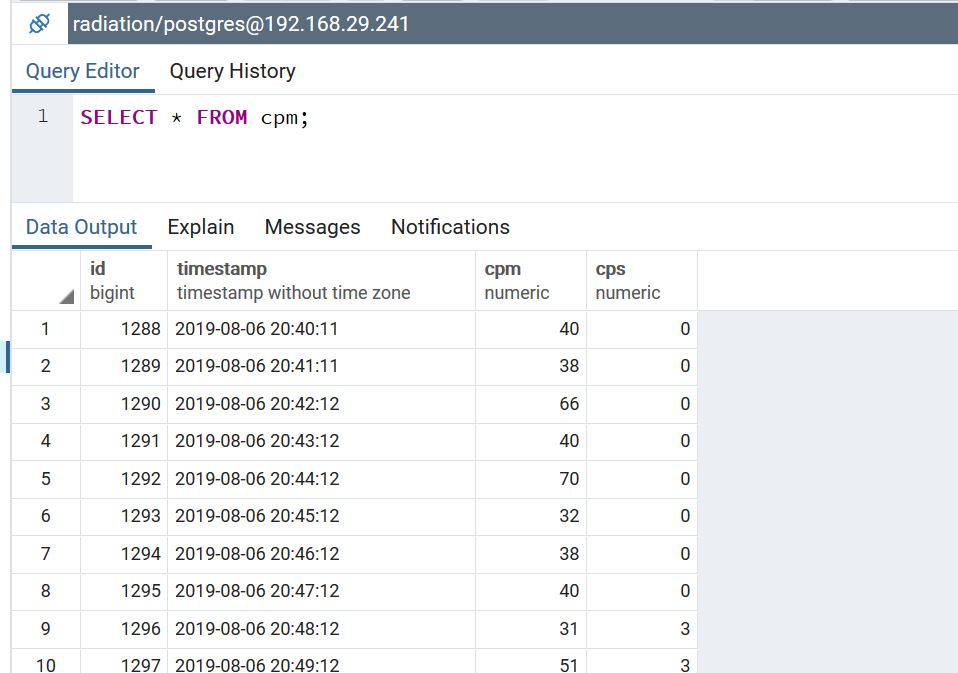 radiation/postgres@192.168.29.241
Query Editor Query History
1 SELECT * FROM cpm;
Data Output Explain Messages Notifications
id timestamp cpm cps
bigint timestamp without time zone numeric numeric
1 1288 2019-08-06 20:40:11 40 0
2 1289 2019-08-06 20:41:11 38 0
3 1290 2019-08-06 20:42:12 66 0
4 1291 2019-08-06 20:43:12 40 0
5 1292 2019-08-06 20:44:12 70 0
6 1293 2019-08-06 20:45:12 32 0
7 1294 2019-08-06 20:46:12 38 0
8 1295 2019-08-06 20:47:12 40 0
9 1296 2019-08-06 20:48:12 31 3
10 1297 2019-08-06 20:49:12 51 3